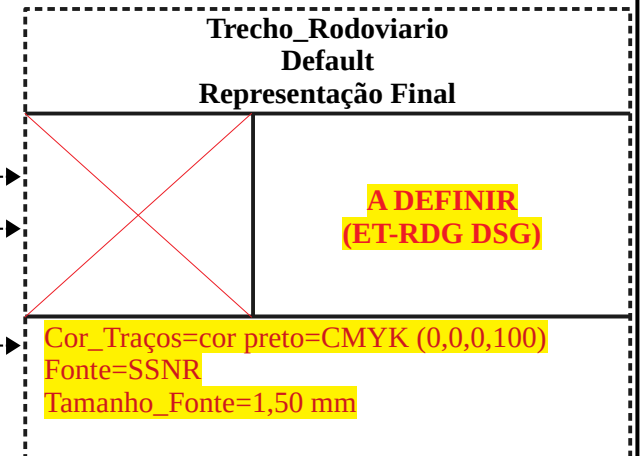 Trecho_Rodoviario
Default
Representação Final
A DEFINIR
(ET-RDG DSG)
Cor_Traços=cor preto=CMYK (0,0,0,100)
Fonte=SSNR
Tamanho_Fonte=1,50 mm